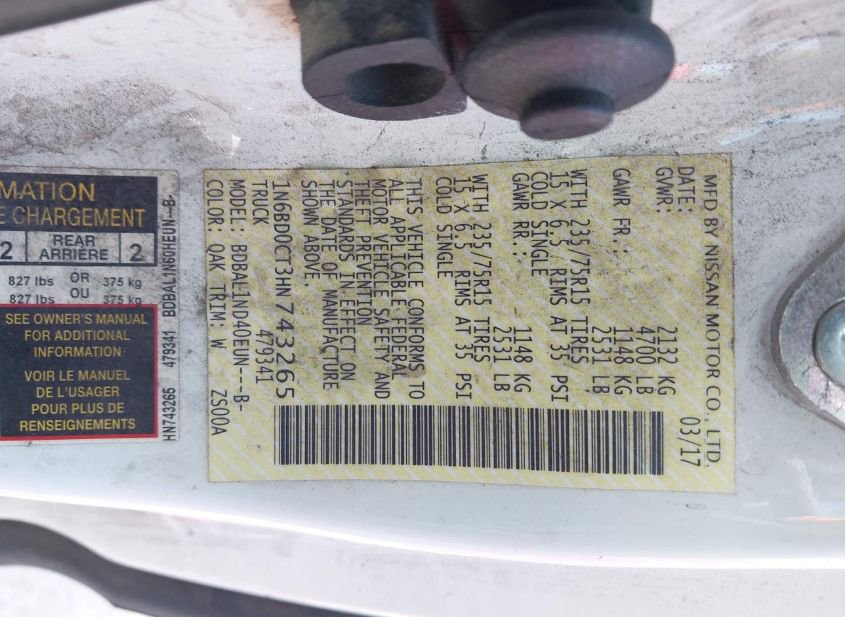 MFD BY NISSAN MOTOR CO., LTD.
DATE: 03/17
GVWR: 2132 KG
4700 LB
GAWR FR.: 1148 KG
2531 LB
WITH 235/75R15 TIRES
15 X 6.5 RIMS AT 35 PSI
COLD SINGLE
GAWR RR.: 1148 KG
2531 LB
WITH 235/75R15 TIRES
15 X 6.5 RIMS AT 35 PSI
COLD SINGLE
THIS VEHICLE CONFORMS TO
ALL APPLICABLE FEDERAL
MOTOR VEHICLE SAFETY AND
THEFT PREVENTION
STANDARDS IN EFFECT ON
THE DATE OF MANUFACTURE
SHOWN ABOVE.
1N6BD0CT3HN743265
TRUCK 479341
MODEL: BDBALIND40EUN---B-
COLOR: QAK TRIM: W Z500A
MATION
E CHARGEMENT
2 REAR
ARRIÈRE 2
827 lbs OR 375 kg
827 lbs OU 375 kg
SEE OWNER'S MANUAL
FOR ADDITIONAL
INFORMATION
VOIR LE MANUEL
DE L'USAGER
POUR PLUS DE
RENSEIGNEMENTS
HN743265 479341